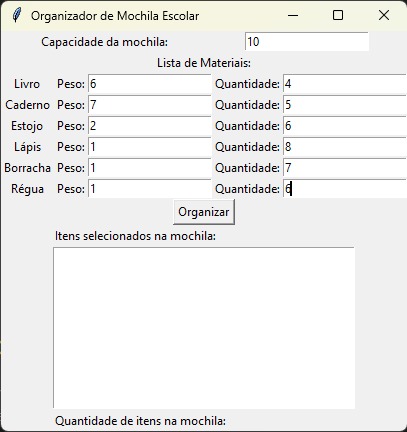 Organizador de Mochila Escolar
Capacidade da mochila: 10
Lista de Materiais:
Livro Peso: 6 Quantidade: 4
Caderno Peso: 7 Quantidade: 5
Estojo Peso: 2 Quantidade: 6
Lápis Peso: 1 Quantidade: 8
Borracha Peso: 1 Quantidade: 7
Régua Peso: 1 Quantidade: 6
Organizar
Itens selecionados na mochila:
Quantidade de itens na mochila: